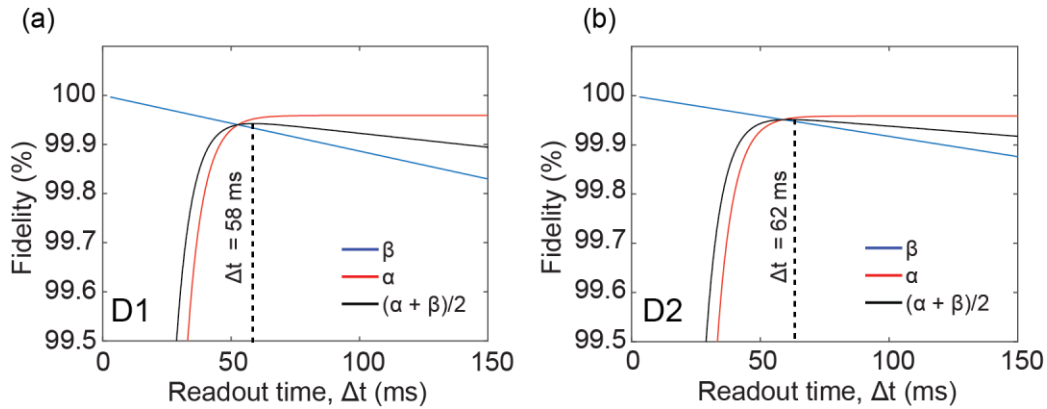 (a)
Fidelity (%)
100
99.9
99.8
99.7
99.6
99.5
Δt = 58 ms
β
α
(α + β)/2
D1
0
50
100
150
Readout time, Δt (ms)
(b)
Fidelity (%)
100
99.9
99.8
99.7
99.6
99.5
Δt = 62 ms
β
α
(α + β)/2
D2
0
50
100
150
Readout time, Δt (ms)